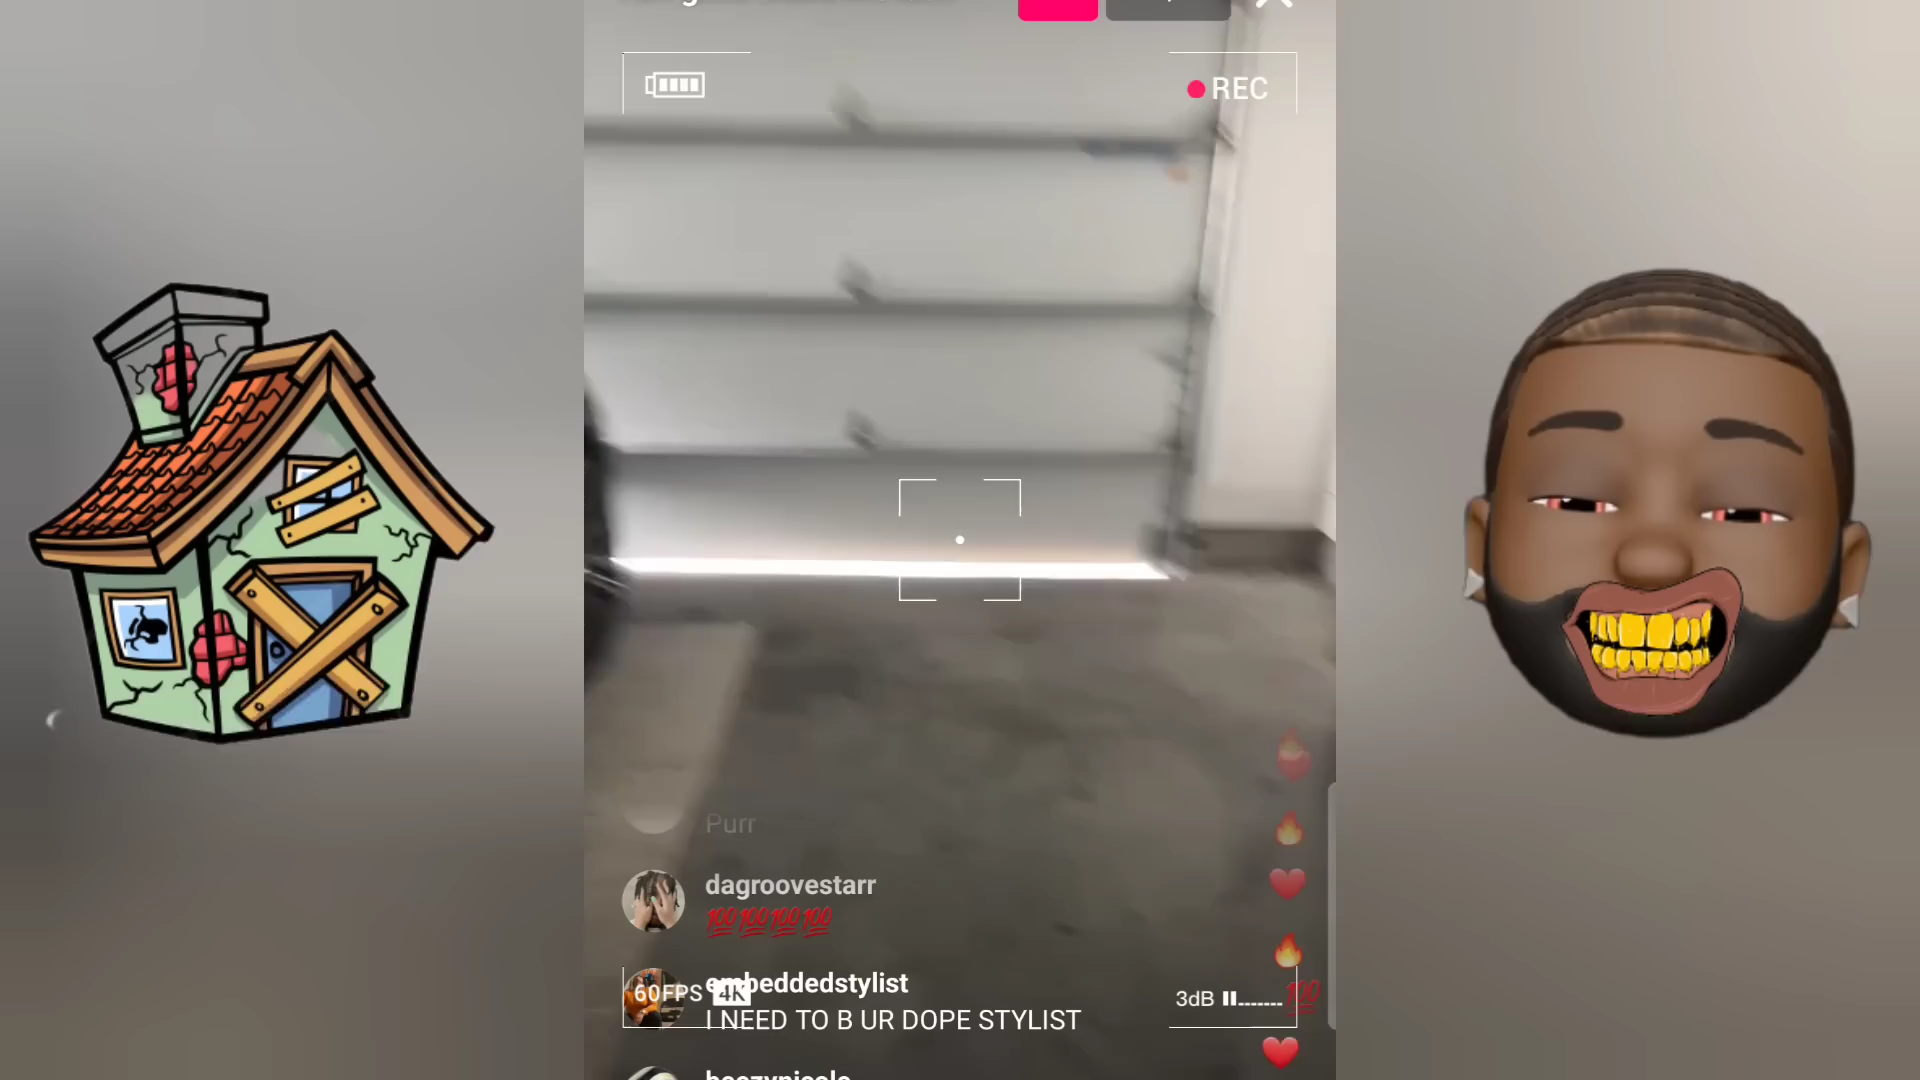 REC
Purr
dagroovestarr
💯💯💯💯
embeddedstylist
60FPS 4K
3dB
I NEED TO B UR DOPE STYLIST